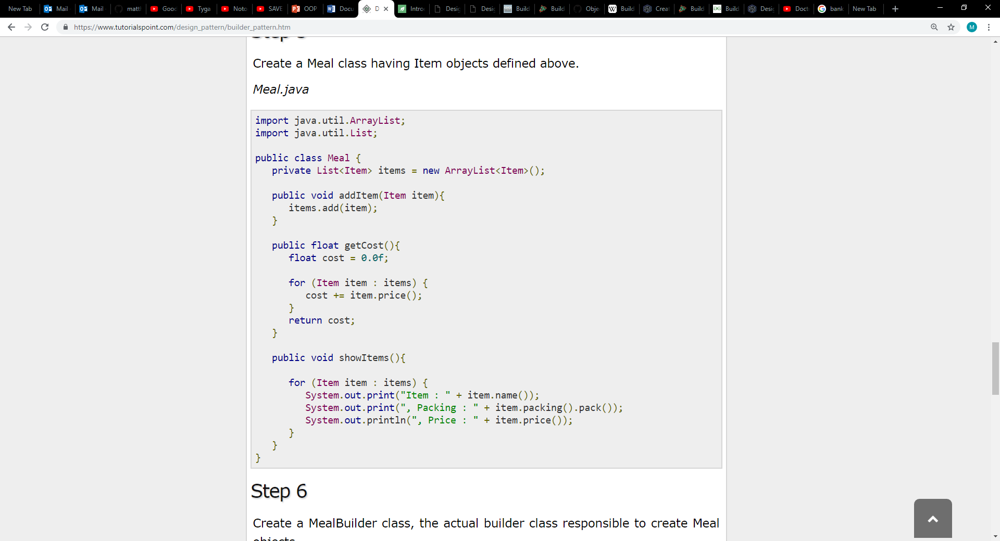 New Tab
Mail
Mail
matt
Good
Tyga
Noto
SAVE
OOP
Docu
D
Intro
Desig
Desig
Build
Build
Obje
Build
Creat
Build
Build
Desig
Doct
bank
New Tab
https://www.tutorialspoint.com/design_pattern/builder_pattern.htm
M
Create a Meal class having Item objects defined above.
Meal.java
import java.util.ArrayList;
import java.util.List;
public class Meal {
   private List<Item> items = new ArrayList<Item>();
   public void addItem(Item item){
      items.add(item);
   }
   public float getCost(){
      float cost = 0.0f;
      for (Item item : items) {
         cost += item.price();
      }
      return cost;
   }
   public void showItems(){
      for (Item item : items) {
         System.out.print("Item : " + item.name());
         System.out.print(", Packing : " + item.packing().pack());
         System.out.println(", Price : " + item.price());
      }
   }
}
Step 6
Create a MealBuilder class, the actual builder class responsible to create Meal
objects